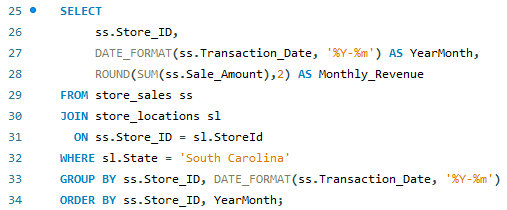 25 SELECT
26 ss.Store_ID,
27 DATE_FORMAT(ss.Transaction_Date, '%Y-%m') AS YearMonth,
28 ROUND(SUM(ss.Sale_Amount),2) AS Monthly_Revenue
29 FROM store_sales ss
30 JOIN store_locations sl
31 ON ss.Store_ID = sl.StoreId
32 WHERE sl.State = 'South Carolina'
33 GROUP BY ss.Store_ID, DATE_FORMAT(ss.Transaction_Date, '%Y-%m')
34 ORDER BY ss.Store_ID, YearMonth;